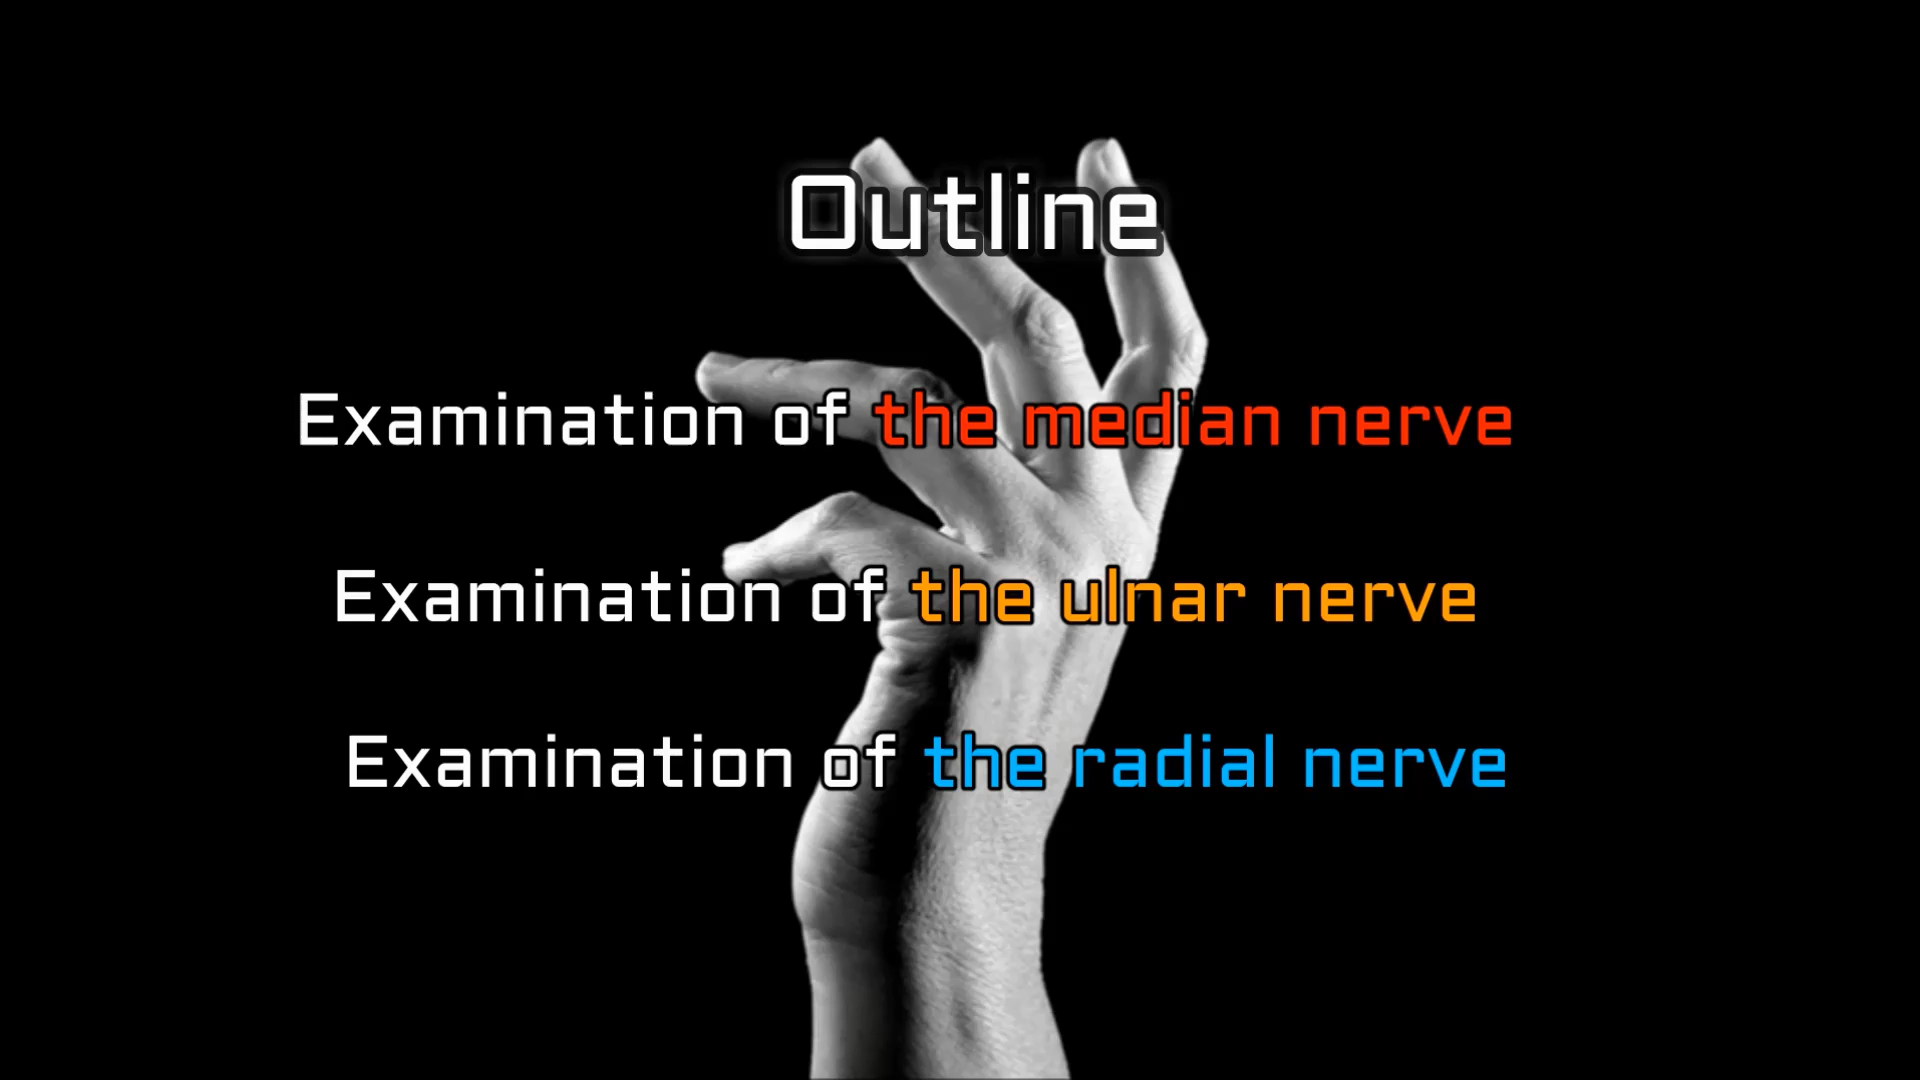 Outline
Examination of the median nerve
Examination of the ulnar nerve
Examination of the radial nerve